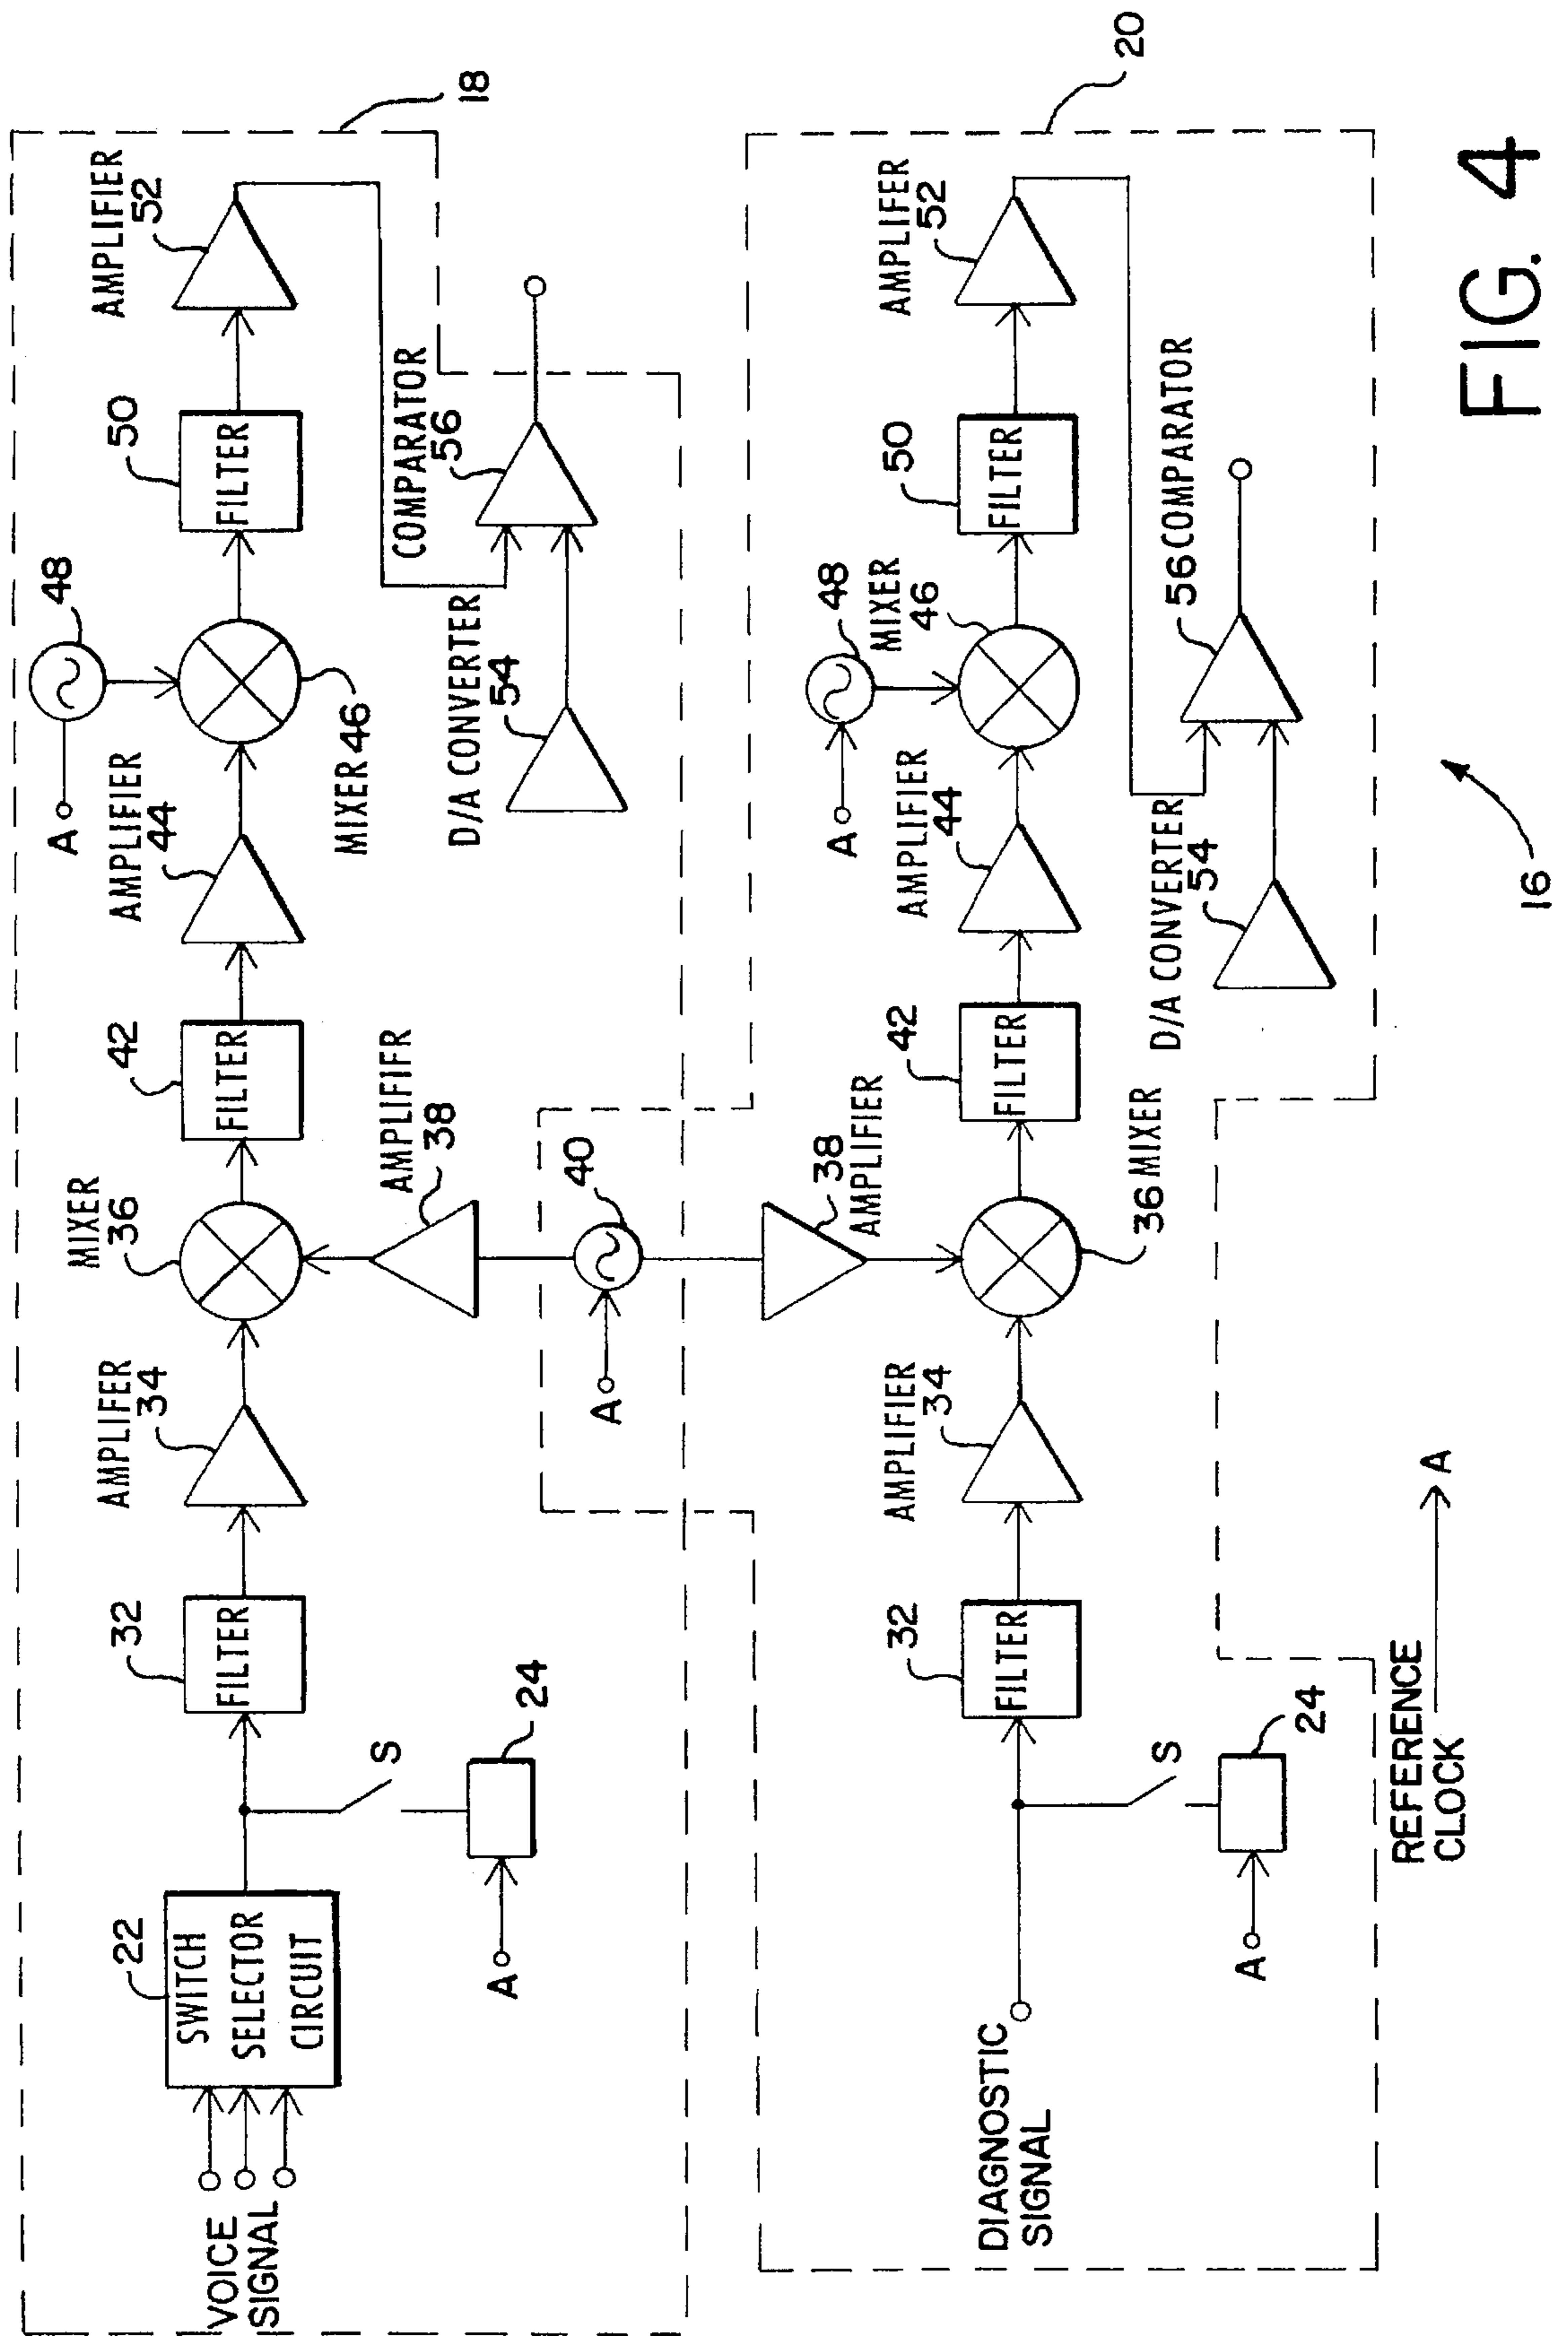 18
AMPLIFIER
52
50
FILTER
48
A
MIXER 46
AMPLIFIER
44
42
FILTER
MIXER
36
AMPLIFIFR
38
AMPLIFER
34
32
FILTER
22
SWITCH
SELECTOR
CIRCUIT
VOICE
SIGNAL
S
24
A
COMPARATOR
56
D/A CONVERTER
54
40
A
20
AMPLIFER
52
50
FILTER
48
A
MIXER
46
AMPLIFIER
44
42
FILTER
36 MIXER
38
AMPLIFIER
AMPLIFIER
34
32
FILTER
DIAGNOSTIC
SIGNAL
S
24
A
56 COMPARATOR
D/A CONVERTER
54
REFERENCE
CLOCK
A
16
FIG. 4